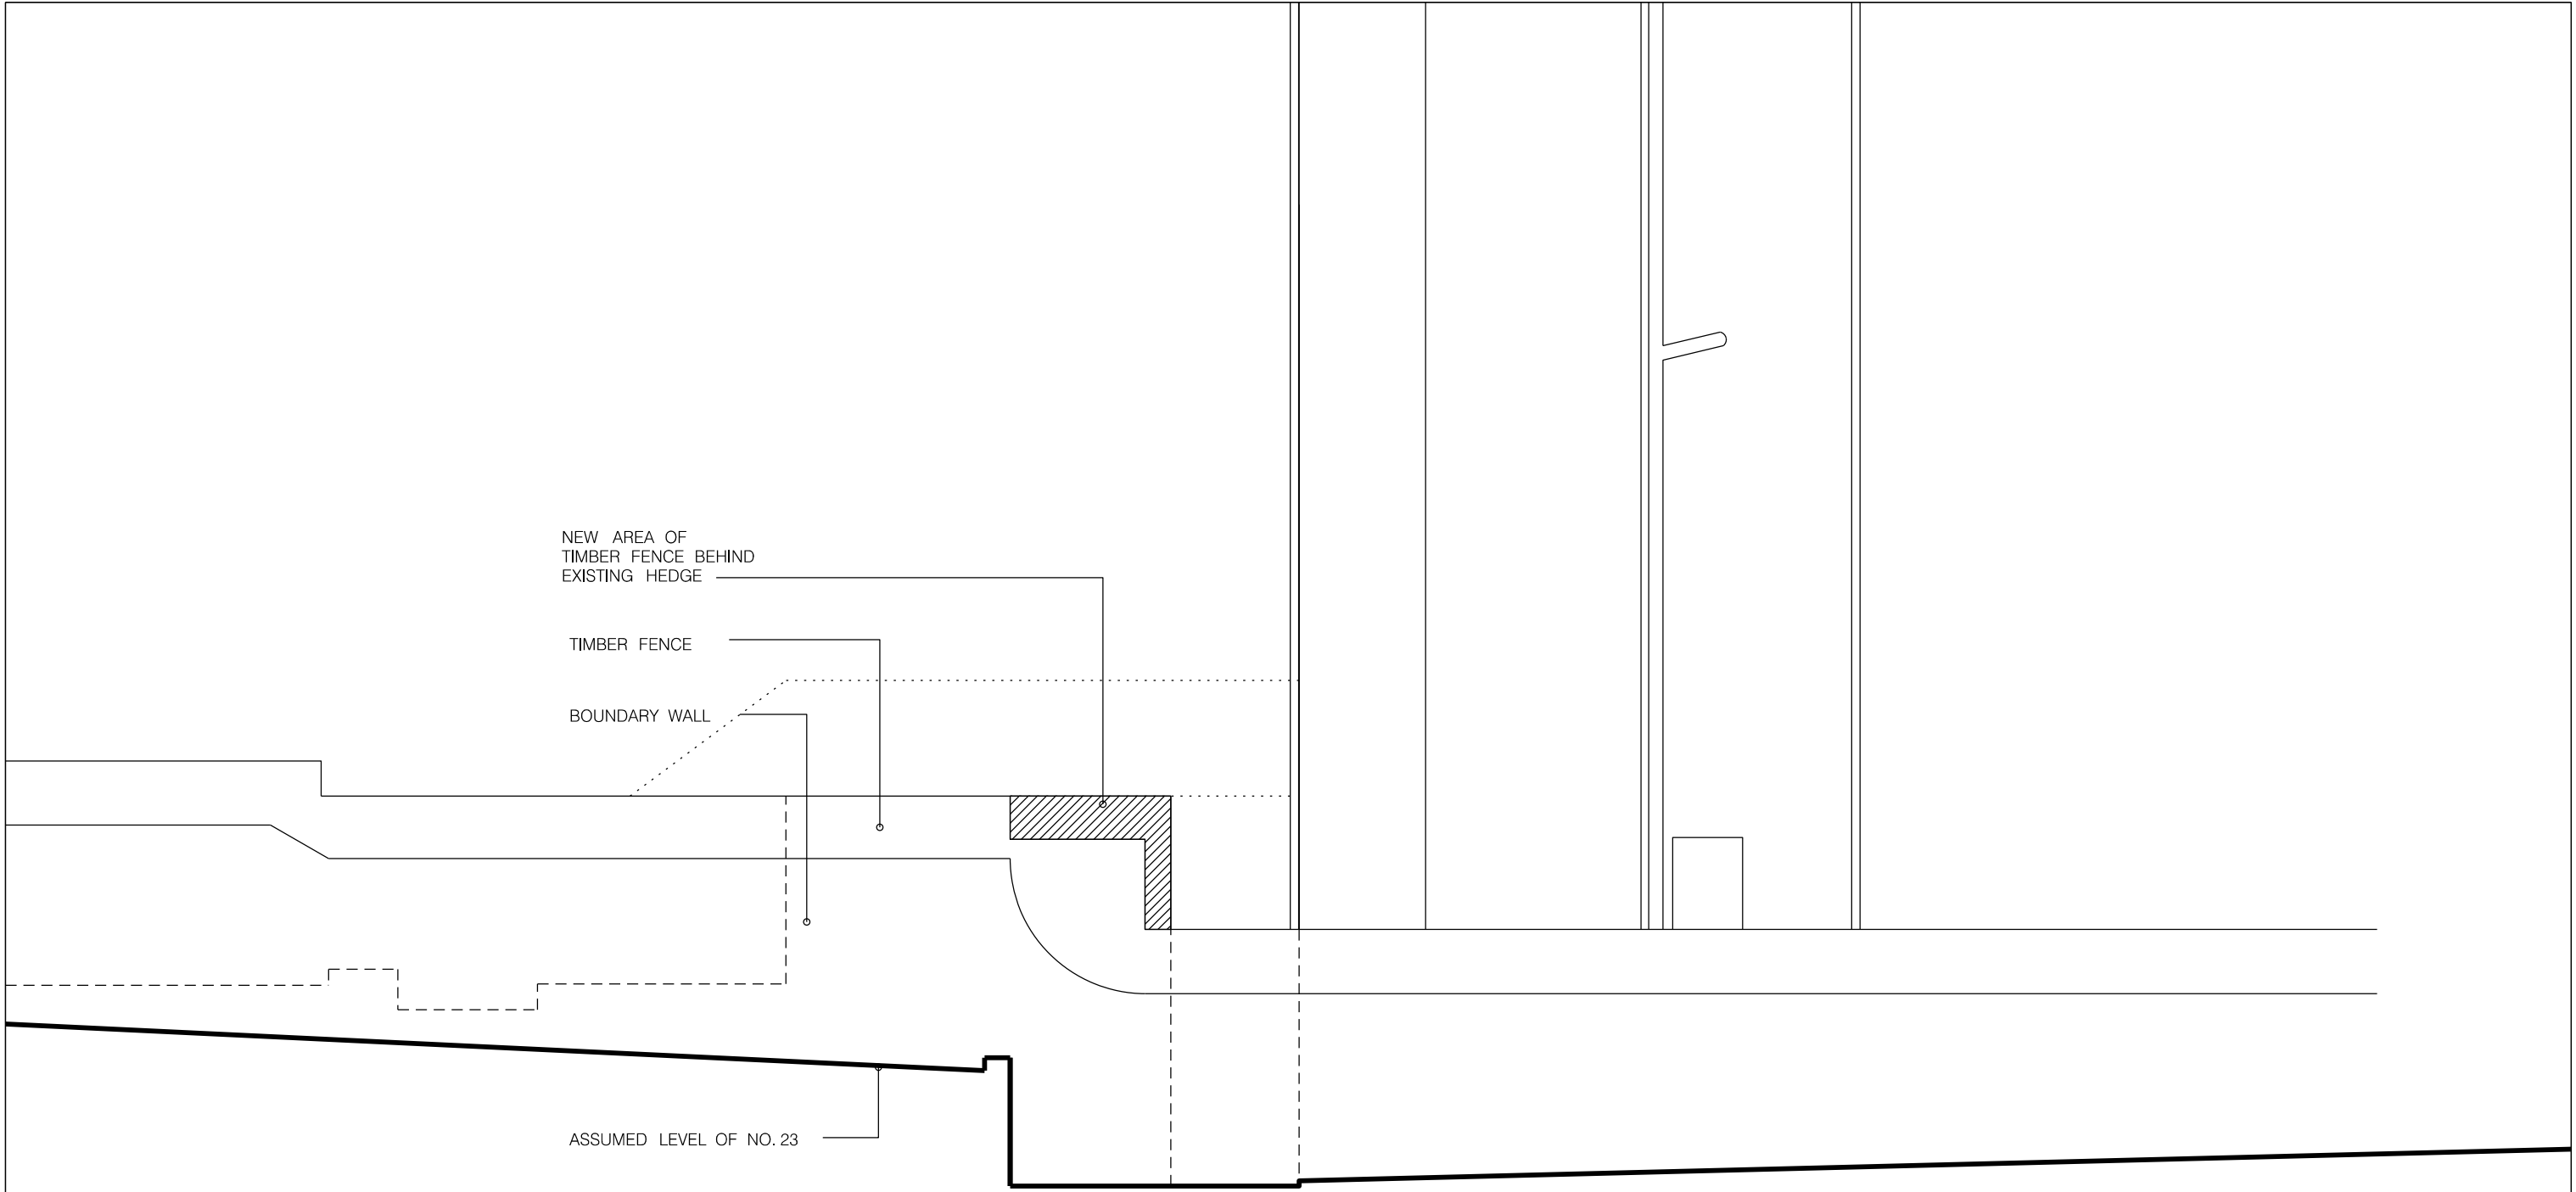 NEW AREA OF
TIMBER FENCE BEHIND
EXISTING HEDGE
TIMBER FENCE
BOUNDARY WALL
ASSUMED LEVEL OF NO. 23